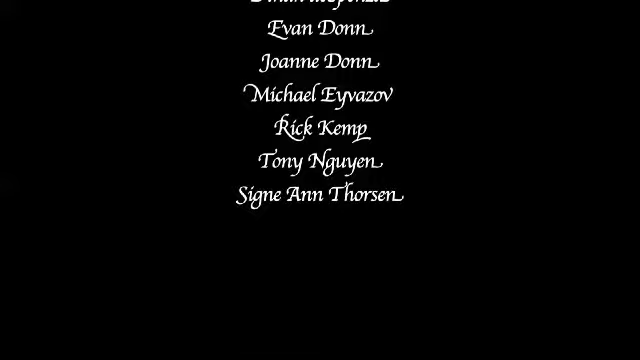 Evan Donn
Joanne Donn
Michael Eyvazov
Rick Kemp
Tony Nguyen
Signe Ann Thorsen